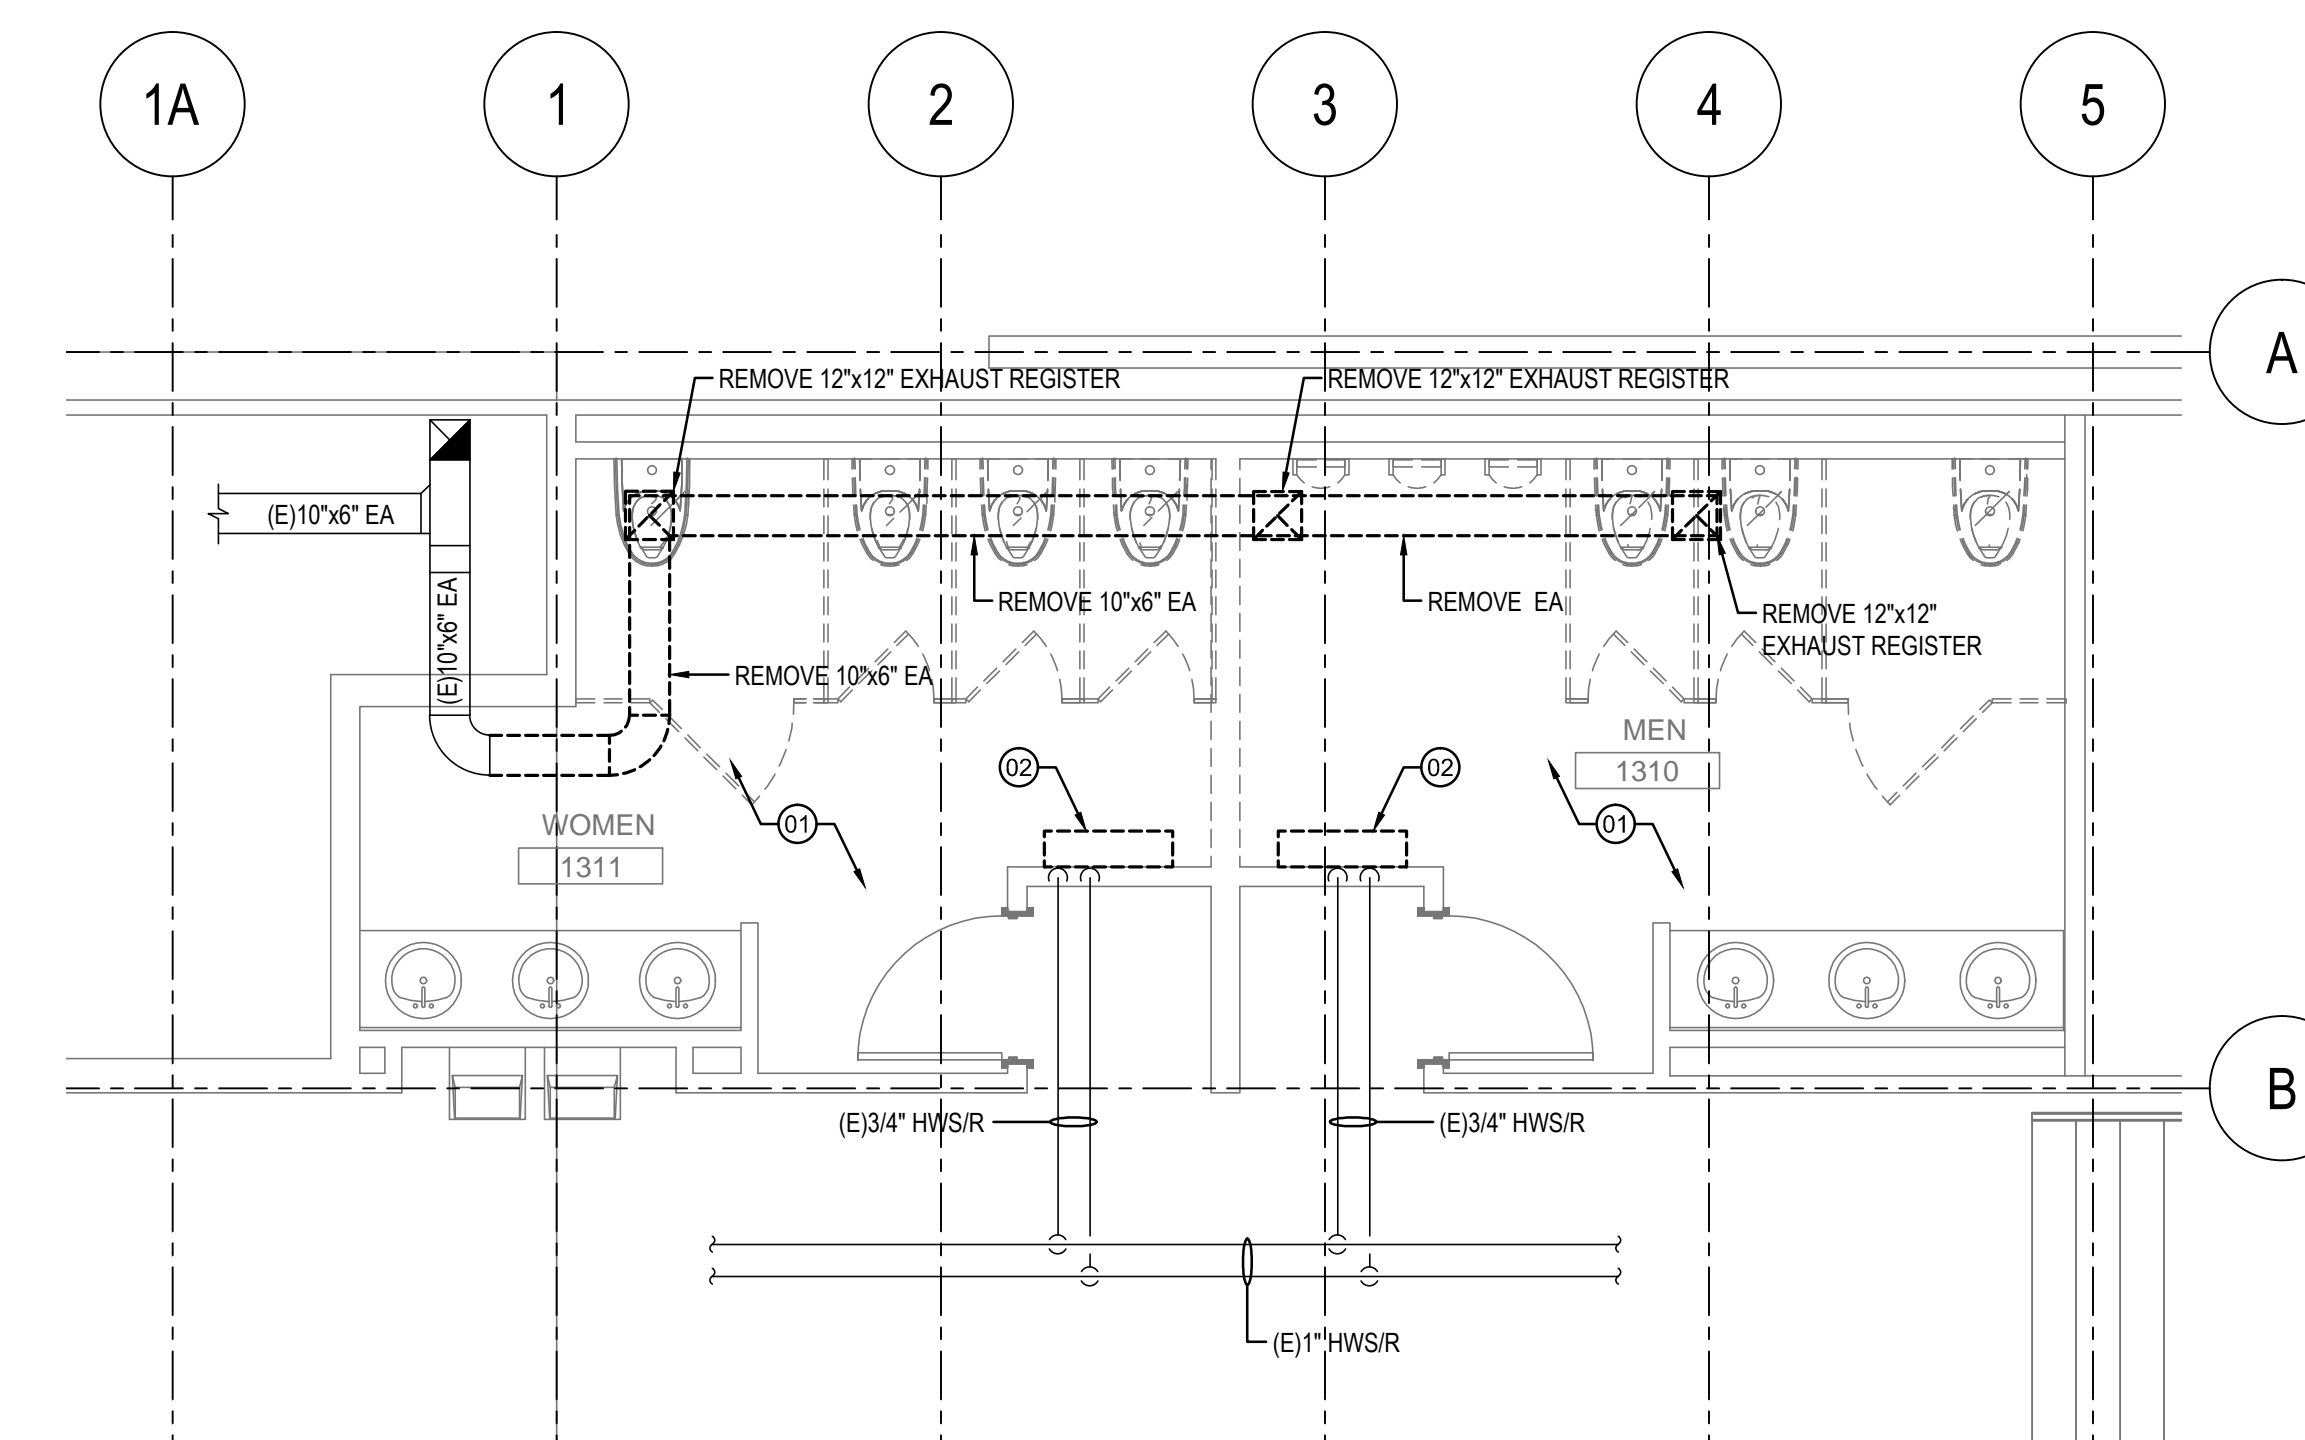 1A
1
2
3
4
5
A
REMOVE 12"x12" EXHAUST REGISTER
REMOVE 12"x12" EXHAUST REGISTER
(E)10"x6" EA
(E)10"x6" EA
REMOVE 10"x6" EA
REMOVE  EA
REMOVE 12"x12"
EXHAUST REGISTER
REMOVE 10"x6" EA
MEN
1310
02
02
01
01
WOMEN
1311
B
(E)3/4" HWS/R
(E)3/4" HWS/R
(E)1" HWS/R